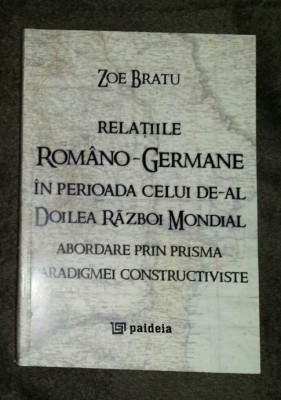 ZOE BRATU
RELAȚIILE
ROMÂNO-GERMANE
ÎN PERIOADA CELUI DE-AL
DOILEA RĂZBOI MONDIAL
ABORDARE PRIN PRISMA
PARADIGMEI CONSTRUCTIVISTE
paideia